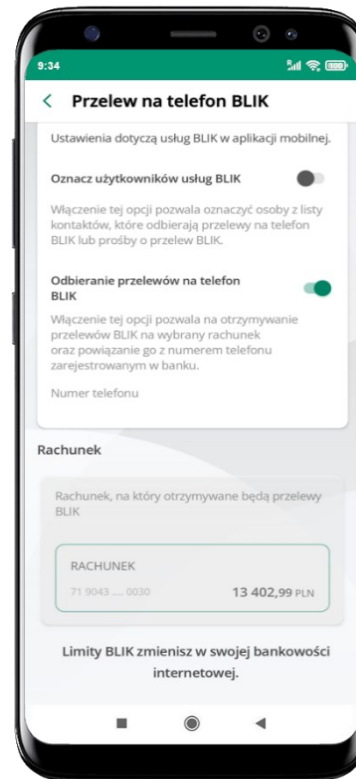 9:34
Przelew na telefon BLIK
Ustawienia dotyczą usług BLIK w aplikacji mobilnej.
Oznacz użytkowników usług BLIK
Włączenie tej opcji pozwala oznaczyć osoby z listy
kontaktów, które odbierają przelewy na telefon
BLIK lub prośby o przelew BLIK.
Odbieranie przelewów na telefon
BLIK
Włączenie tej opcji pozwala na otrzymywanie
przelewów BLIK na wybrany rachunek
oraz powiązanie go z numerem telefonu
zarejestrowanym w banku.
Numer telefonu
Rachunek
Rachunek, na który otrzymywane będą przelewy
BLIK
RACHUNEK
71 9043 .... 0030 13 402,99 PLN
Limity BLIK zmienisz w swojej bankowości
internetowej.